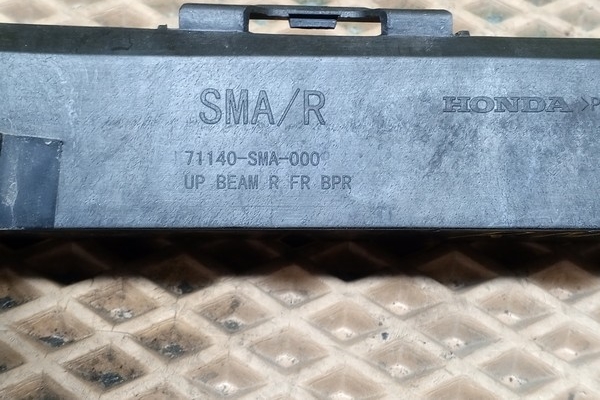 SMA/R
HONDA >P
71140-SMA-000
UP BEAM R FR BPR